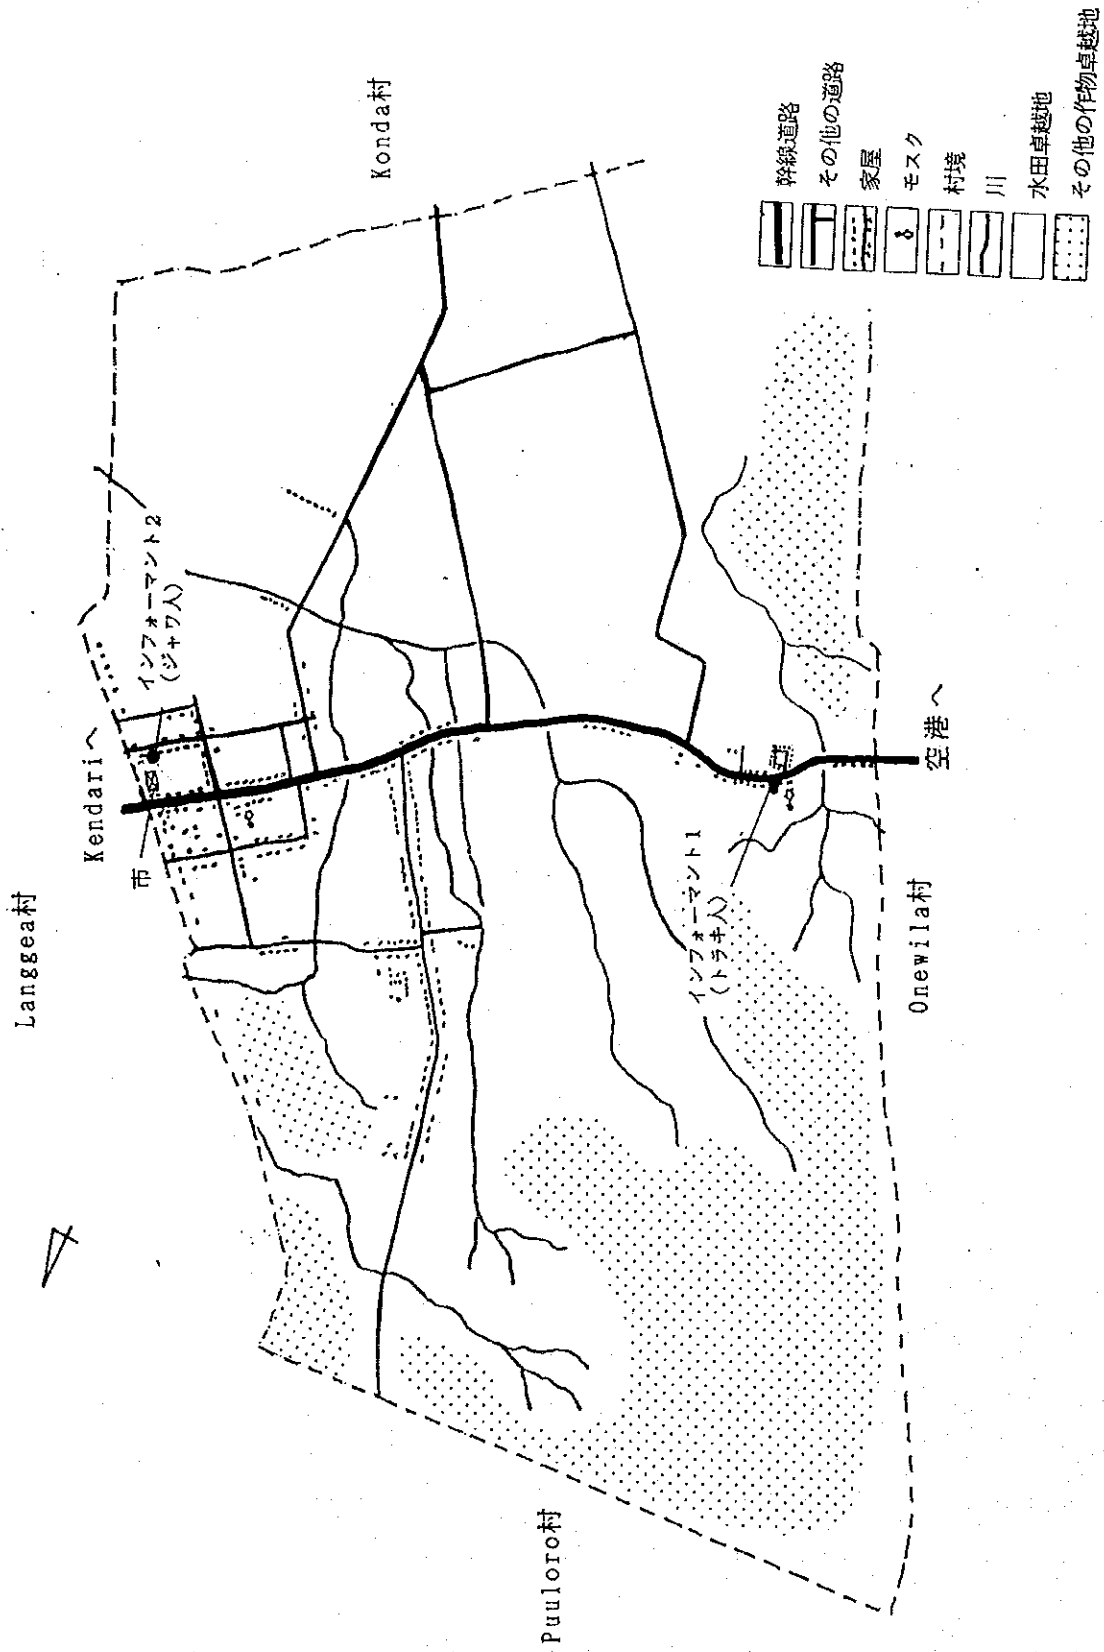 Langgea村
Kendariへ
市
インフォーマント2
(ジャワ人)
Konda村
インフォーマント1
(トラキ人)
空港へ
Onewila村
Puuloro村
幹線道路
その他の道路
家屋
モスク
村境
川
水田卓越地
その他の作物卓越地